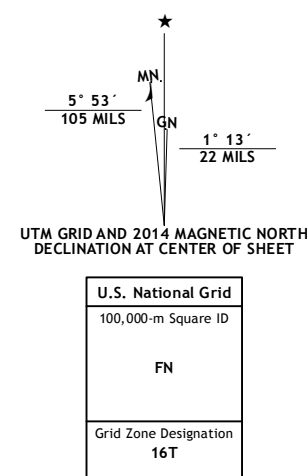 MN.
5° 53´
105 MILS
GN
1° 13´
22 MILS
UTM GRID AND 2014 MAGNETIC NORTH
DECLINATION AT CENTER OF SHEET
U.S. National Grid
100,000-m Square ID
FN
Grid Zone Designation
16T